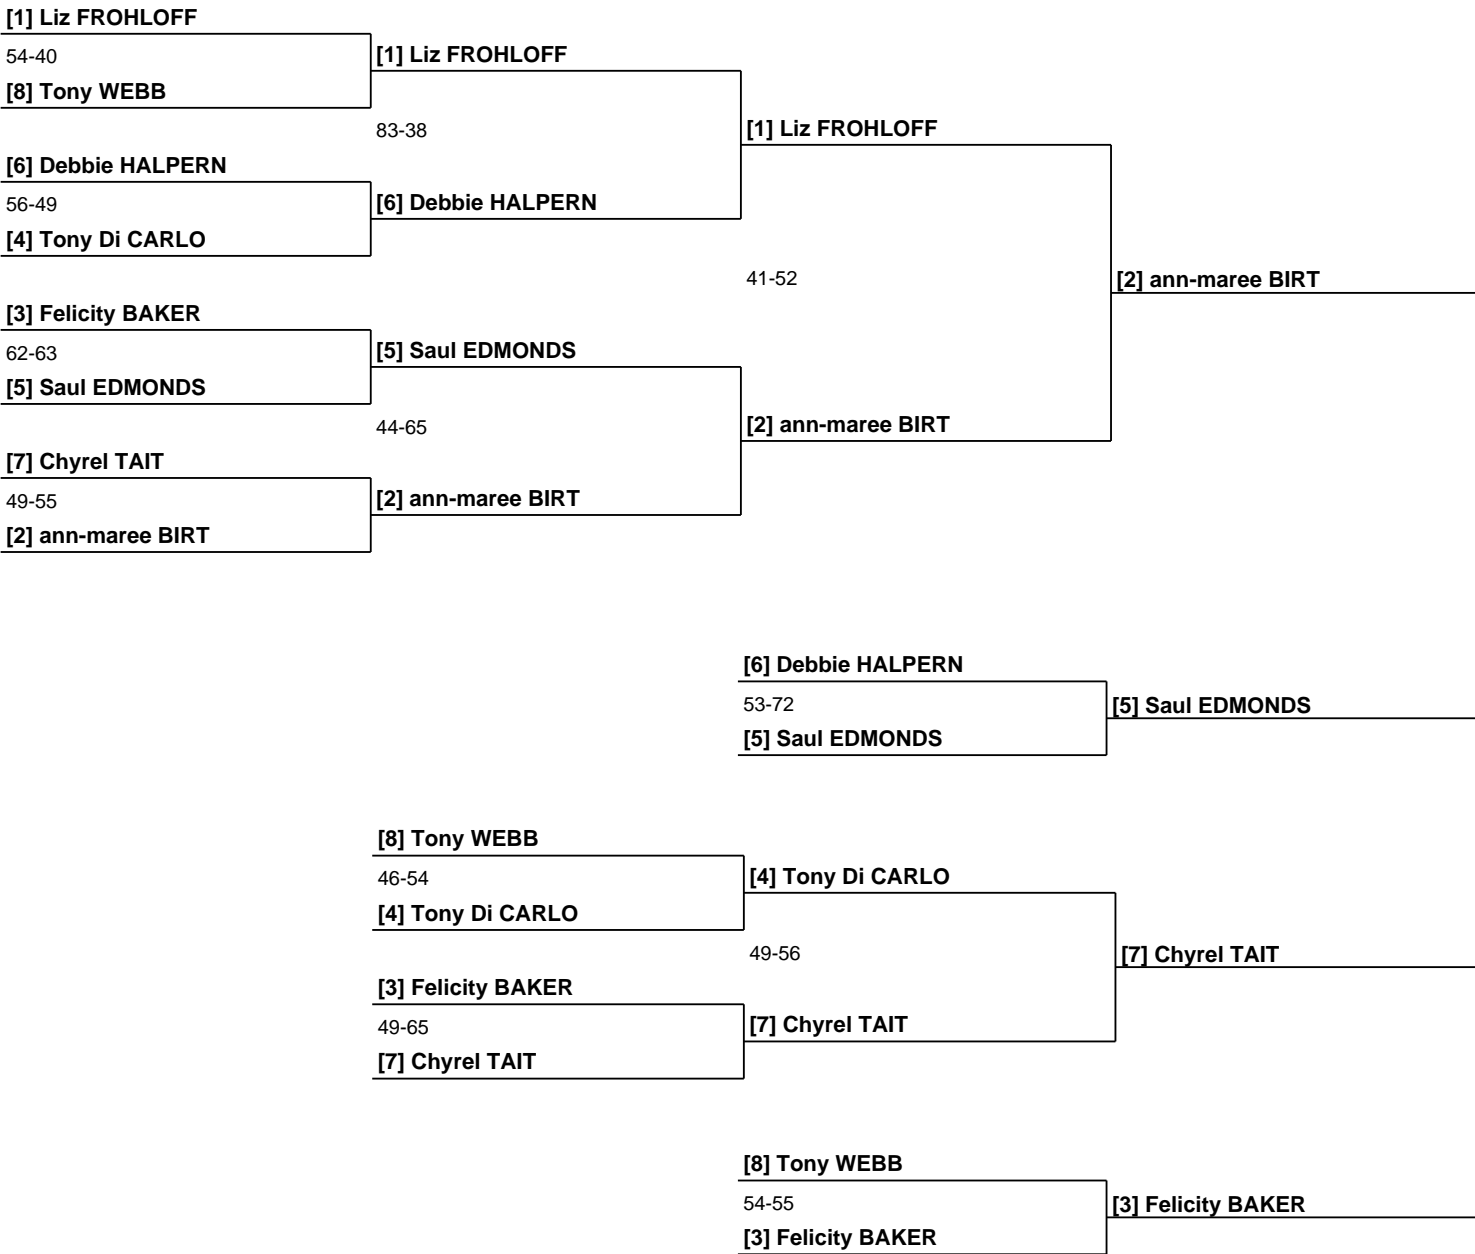 [1] Liz FROHLOFF
54-40
[8] Tony WEBB
[1] Liz FROHLOFF
83-38
[6] Debbie HALPERN
56-49
[4] Tony Di CARLO
[6] Debbie HALPERN
[1] Liz FROHLOFF
41-52
[2] ann-maree BIRT
[3] Felicity BAKER
62-63
[5] Saul EDMONDS
[5] Saul EDMONDS
44-65
[7] Chyrel TAIT
49-55
[2] ann-maree BIRT
[2] ann-maree BIRT
[2] ann-maree BIRT
[6] Debbie HALPERN
53-72
[5] Saul EDMONDS
[5] Saul EDMONDS
[8] Tony WEBB
46-54
[4] Tony Di CARLO
[4] Tony Di CARLO
49-56
[3] Felicity BAKER
49-65
[7] Chyrel TAIT
[7] Chyrel TAIT
[7] Chyrel TAIT
[8] Tony WEBB
54-55
[3] Felicity BAKER
[3] Felicity BAKER